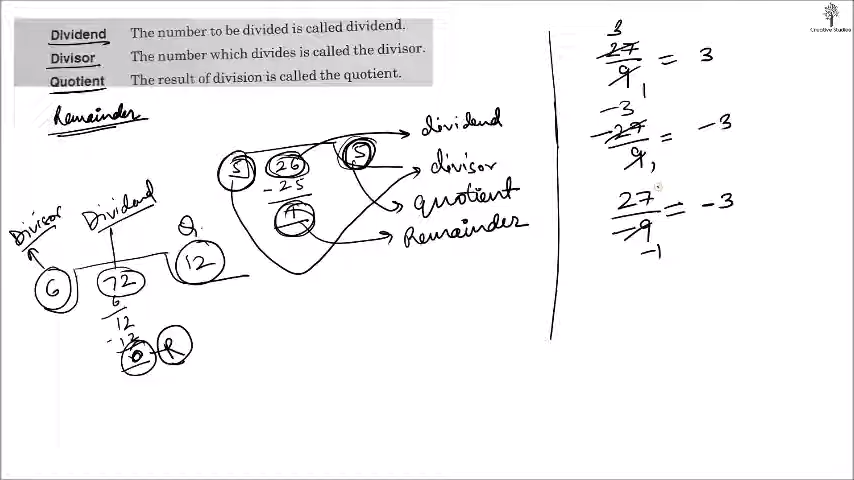 Dividend The number to be divided is called dividend.
Divisor The number which divides is called the divisor.
Quotient The result of division is called the quotient.
Remainder
Creative Studios
5 26 5
- 25
1
dividend
divisor
quotient
Remainder
Divisor Dividend Q.
6 72 12
6
12
- 12
0 R
3
27/9 = 3
1
-3
-27/9 = -3
1
27/-9 = -3
-1